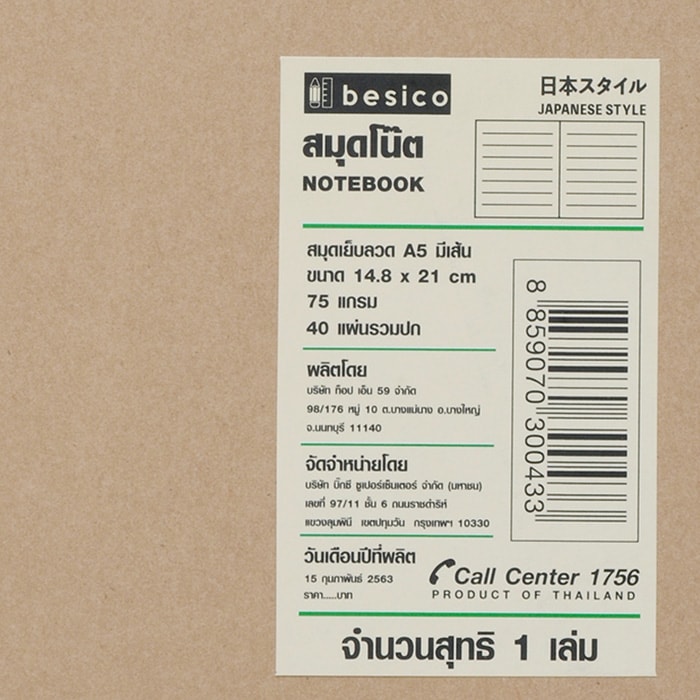 besico
日本スタイル
JAPANESE STYLE
สมุดโน๊ต
NOTEBOOK
สมุดเย็บลวด A5 มีเส้น
ขนาด 14.8 x 21 cm
75 แกรม
40 แผ่นรวมปก
ผลิตโดย
บริษัท ท็อป เอ็น 59 จำกัด
98/176 หมู่ 10 ต.บางแม่นาง อ.บางใหญ่
จ.นนทบุรี 11140
จัดจำหน่ายโดย
บริษัท บิ๊กซี ซูเปอร์เซ็นเตอร์ จำกัด (มหาชน)
เลขที่ 97/11 ชั้น 6 ถนนราชดำริห์
แขวงลุมพินี เขตปทุมวัน กรุงเทพฯ 10330
วันเดือนปีที่ผลิต
15 กุมภาพันธ์ 2563
ราคา.....บาท
8 859070 300433
Call Center 1756
PRODUCT OF THAILAND
จำนวนสุทธิ 1 เล่ม